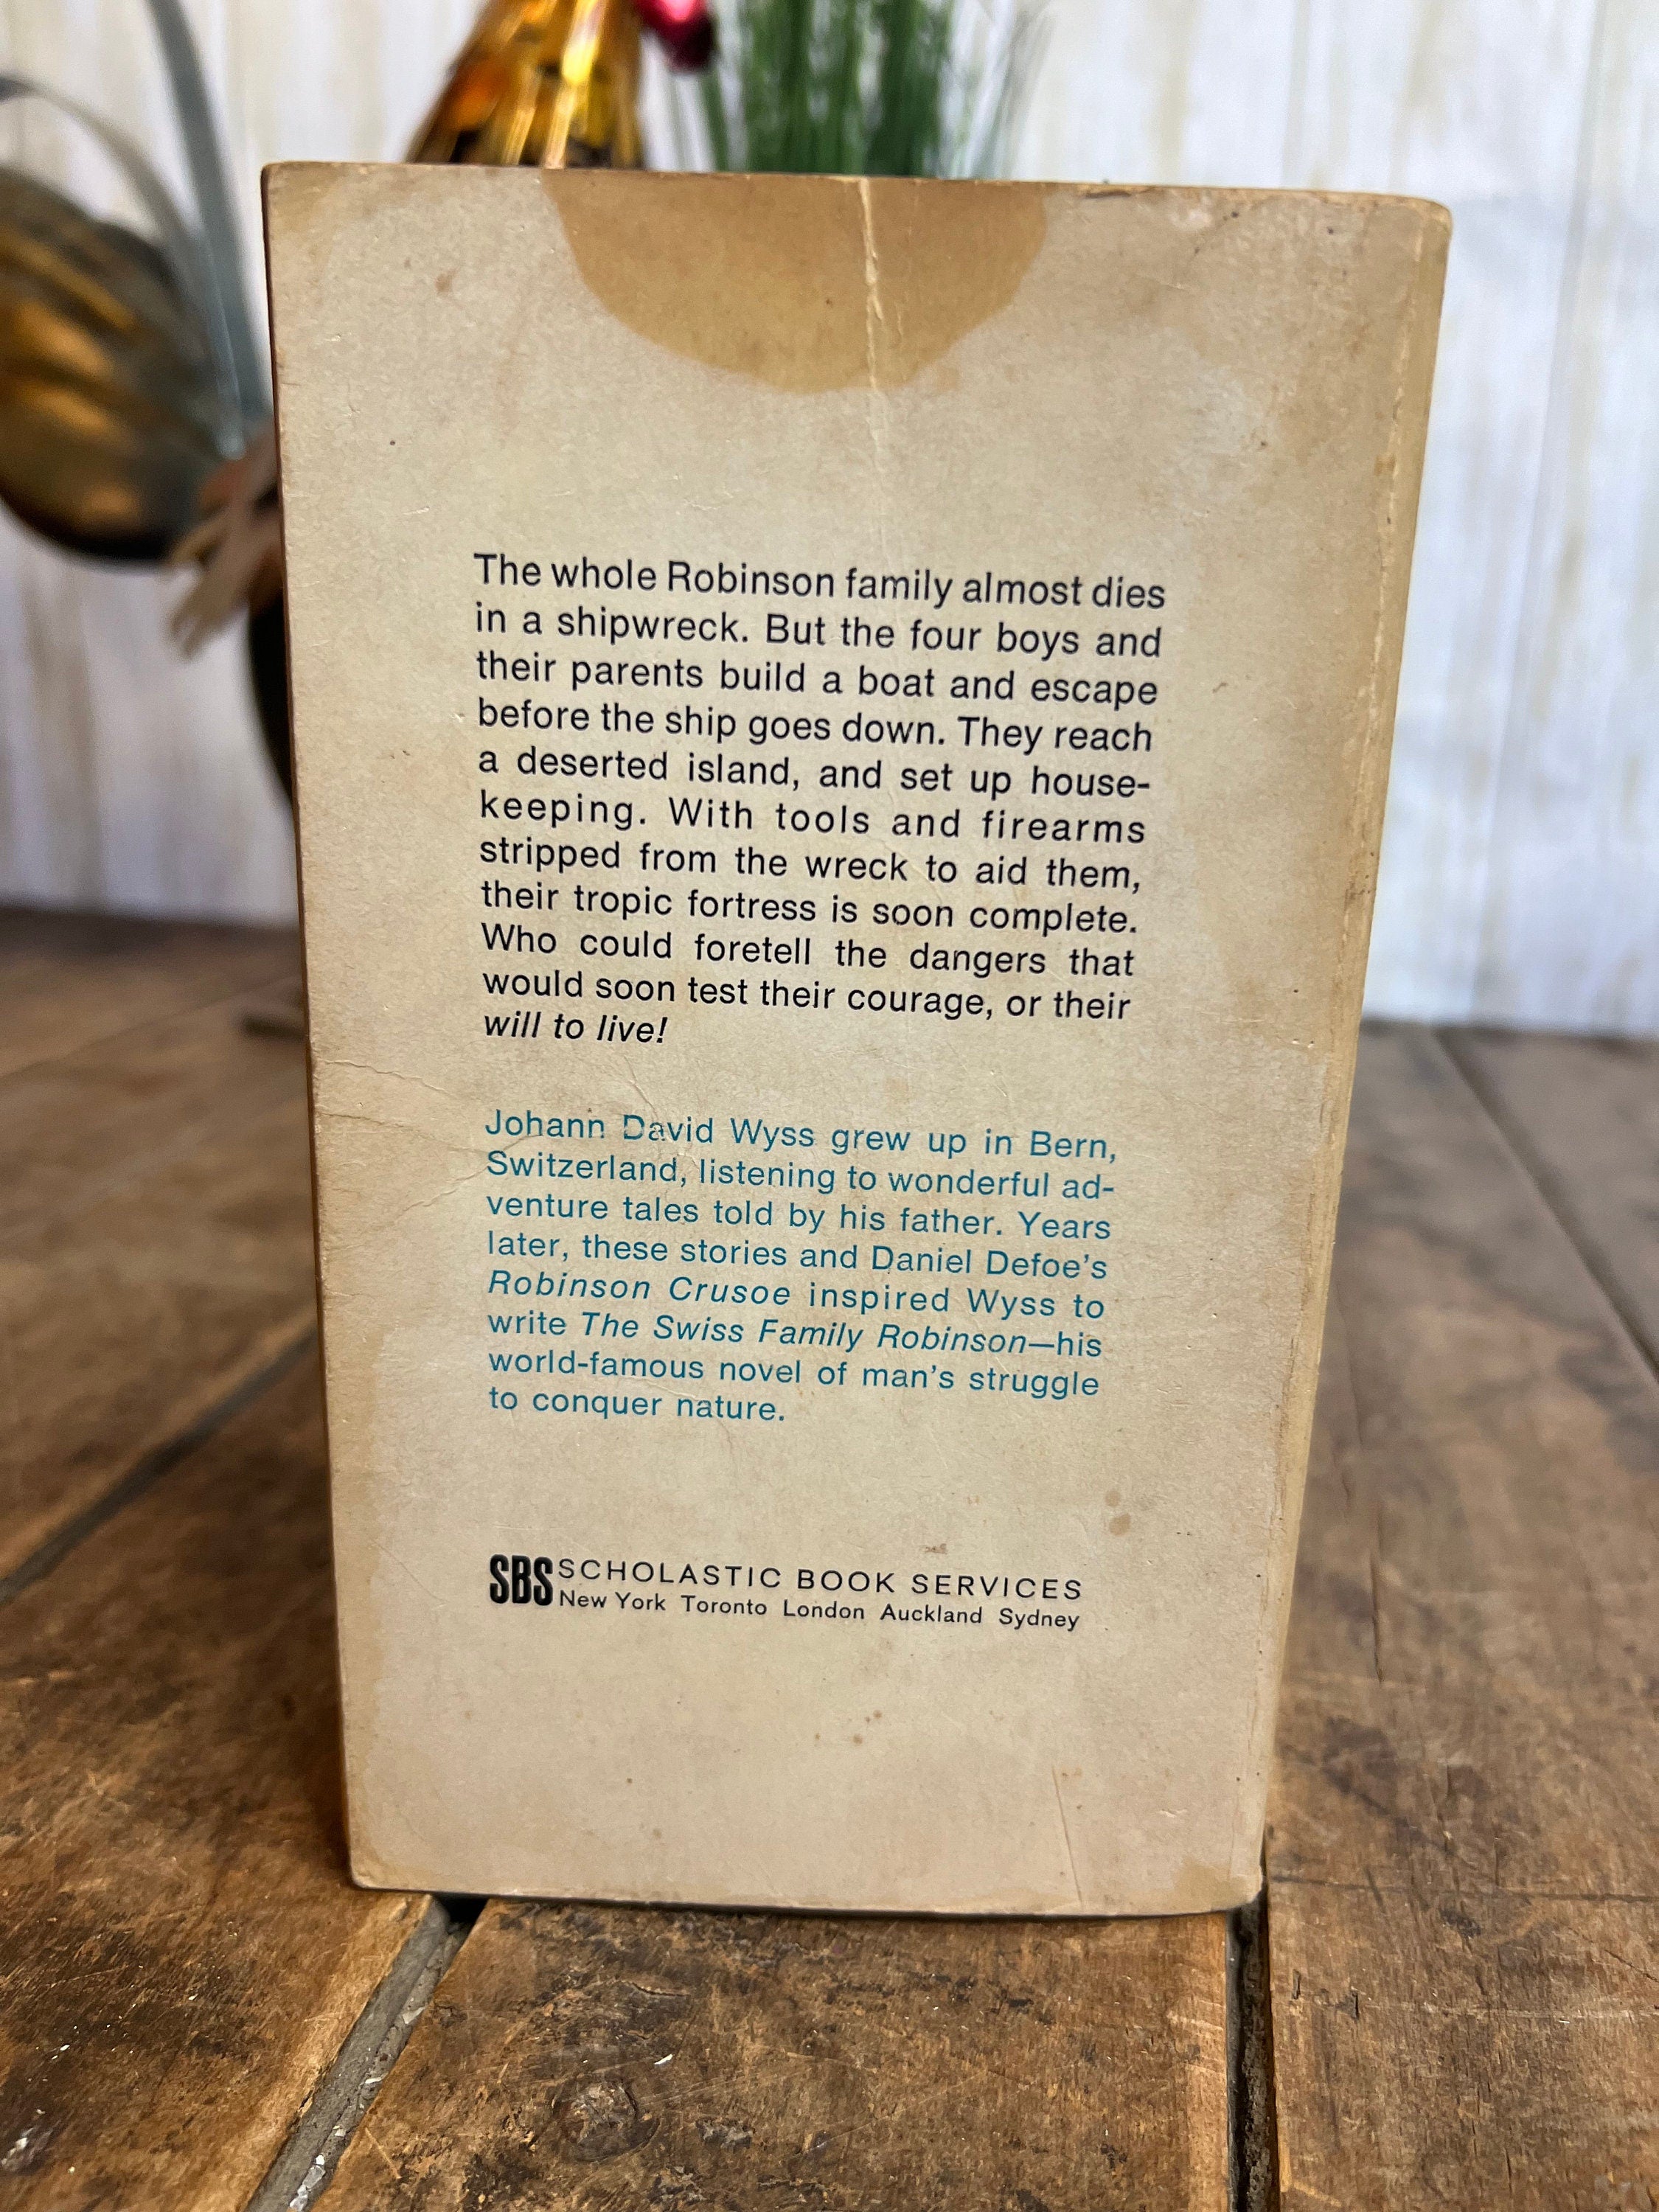 The whole Robinson family almost dies
in a shipwreck. But the four boys and
their parents build a boat and escape
before the ship goes down. They reach
a deserted island, and set up house-
keeping. With tools and firearms
stripped from the wreck to aid them,
their tropic fortress is soon complete.
Who could foretell the dangers that
would soon test their courage, or their
will to live!
Johann David Wyss grew up in Bern,
Switzerland, listening to wonderful ad-
venture tales told by his father. Years
later, these stories and Daniel Defoe's
Robinson Crusoe inspired Wyss to
write The Swiss Family Robinson—his
world-famous novel of man's struggle
to conquer nature.
SBS SCHOLASTIC BOOK SERVICES
New York Toronto London Auckland Sydney